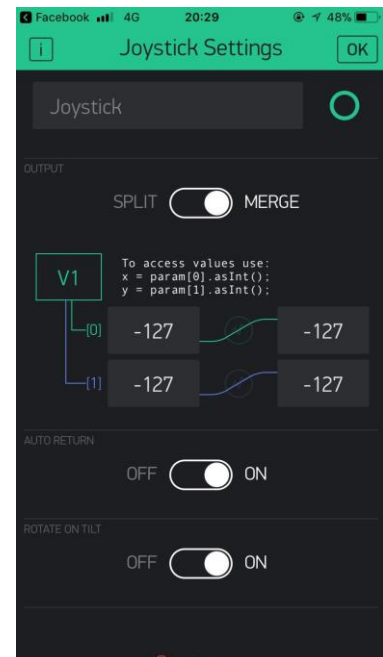 Facebook 4G 20:29 48%
i Joystick Settings OK
Joystick
OUTPUT
SPLIT MERGE
V1
To access values use:
x = param[0].asInt();
y = param[1].asInt();
[0] -127 -127
[1] -127 -127
AUTO RETURN
OFF ON
ROTATE ON TILT
OFF ON